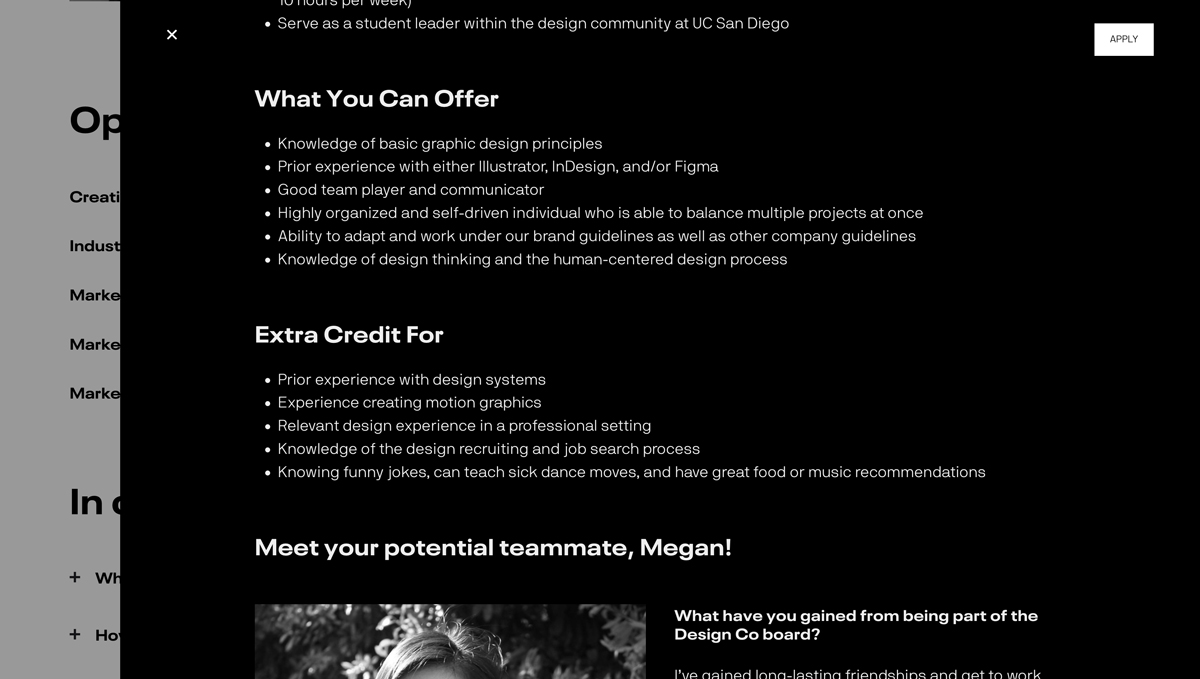 10 hours per week)
• Serve as a student leader within the design community at UC San Diego
APPLY
What You Can Offer
• Knowledge of basic graphic design principles
• Prior experience with either Illustrator, InDesign, and/or Figma
• Good team player and communicator
• Highly organized and self-driven individual who is able to balance multiple projects at once
• Ability to adapt and work under our brand guidelines as well as other company guidelines
• Knowledge of design thinking and the human-centered design process
Extra Credit For
• Prior experience with design systems
• Experience creating motion graphics
• Relevant design experience in a professional setting
• Knowledge of the design recruiting and job search process
• Knowing funny jokes, can teach sick dance moves, and have great food or music recommendations
Meet your potential teammate, Megan!
What have you gained from being part of the
Design Co board?
I've gained long-lasting friendships and get to work
Op
Creati
Indust
Marke
Marke
Marke
In
+ Wh
+ How